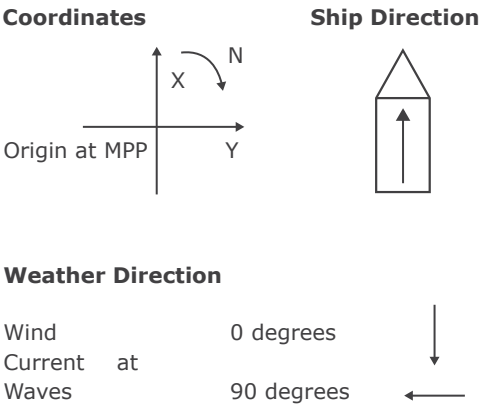 Coordinates Ship Direction
N
X
Origin at MPP Y
Weather Direction
Wind 0 degrees
Current at
Waves 90 degrees